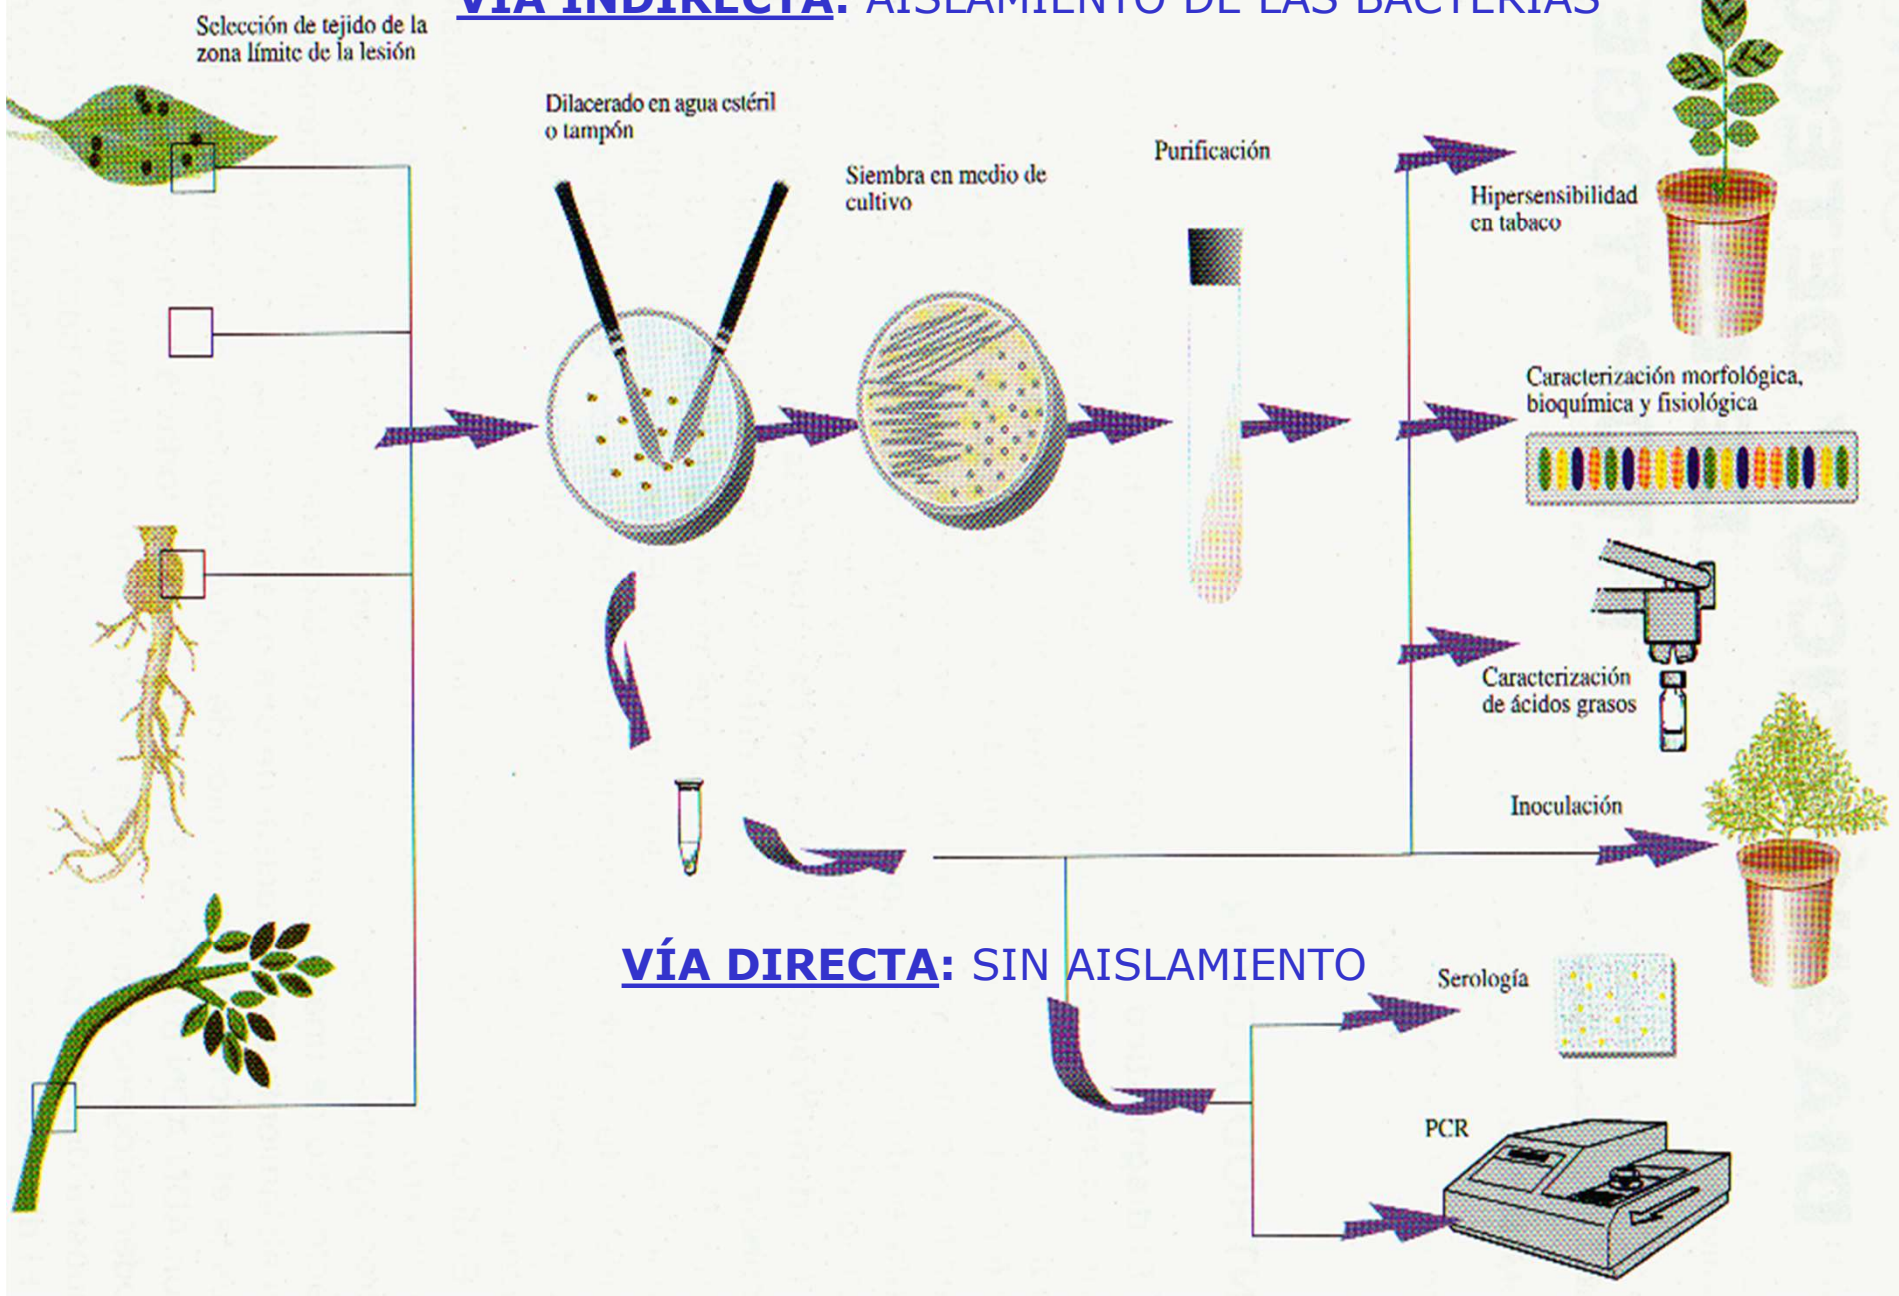 VÍA INDIRECTA: AISLAMIENTO DE LAS BACTERIAS
Selección de tejido de la
zona límite de la lesión
Dilacerado en agua estéril
o tampón
Siembra en medio de
cultivo
Purificación
Hipersensibilidad
en tabaco
Caracterización morfológica,
bioquímica y fisiológica
Caracterización
de ácidos grasos
Inoculación
VÍA DIRECTA: SIN AISLAMIENTO
Serología
PCR